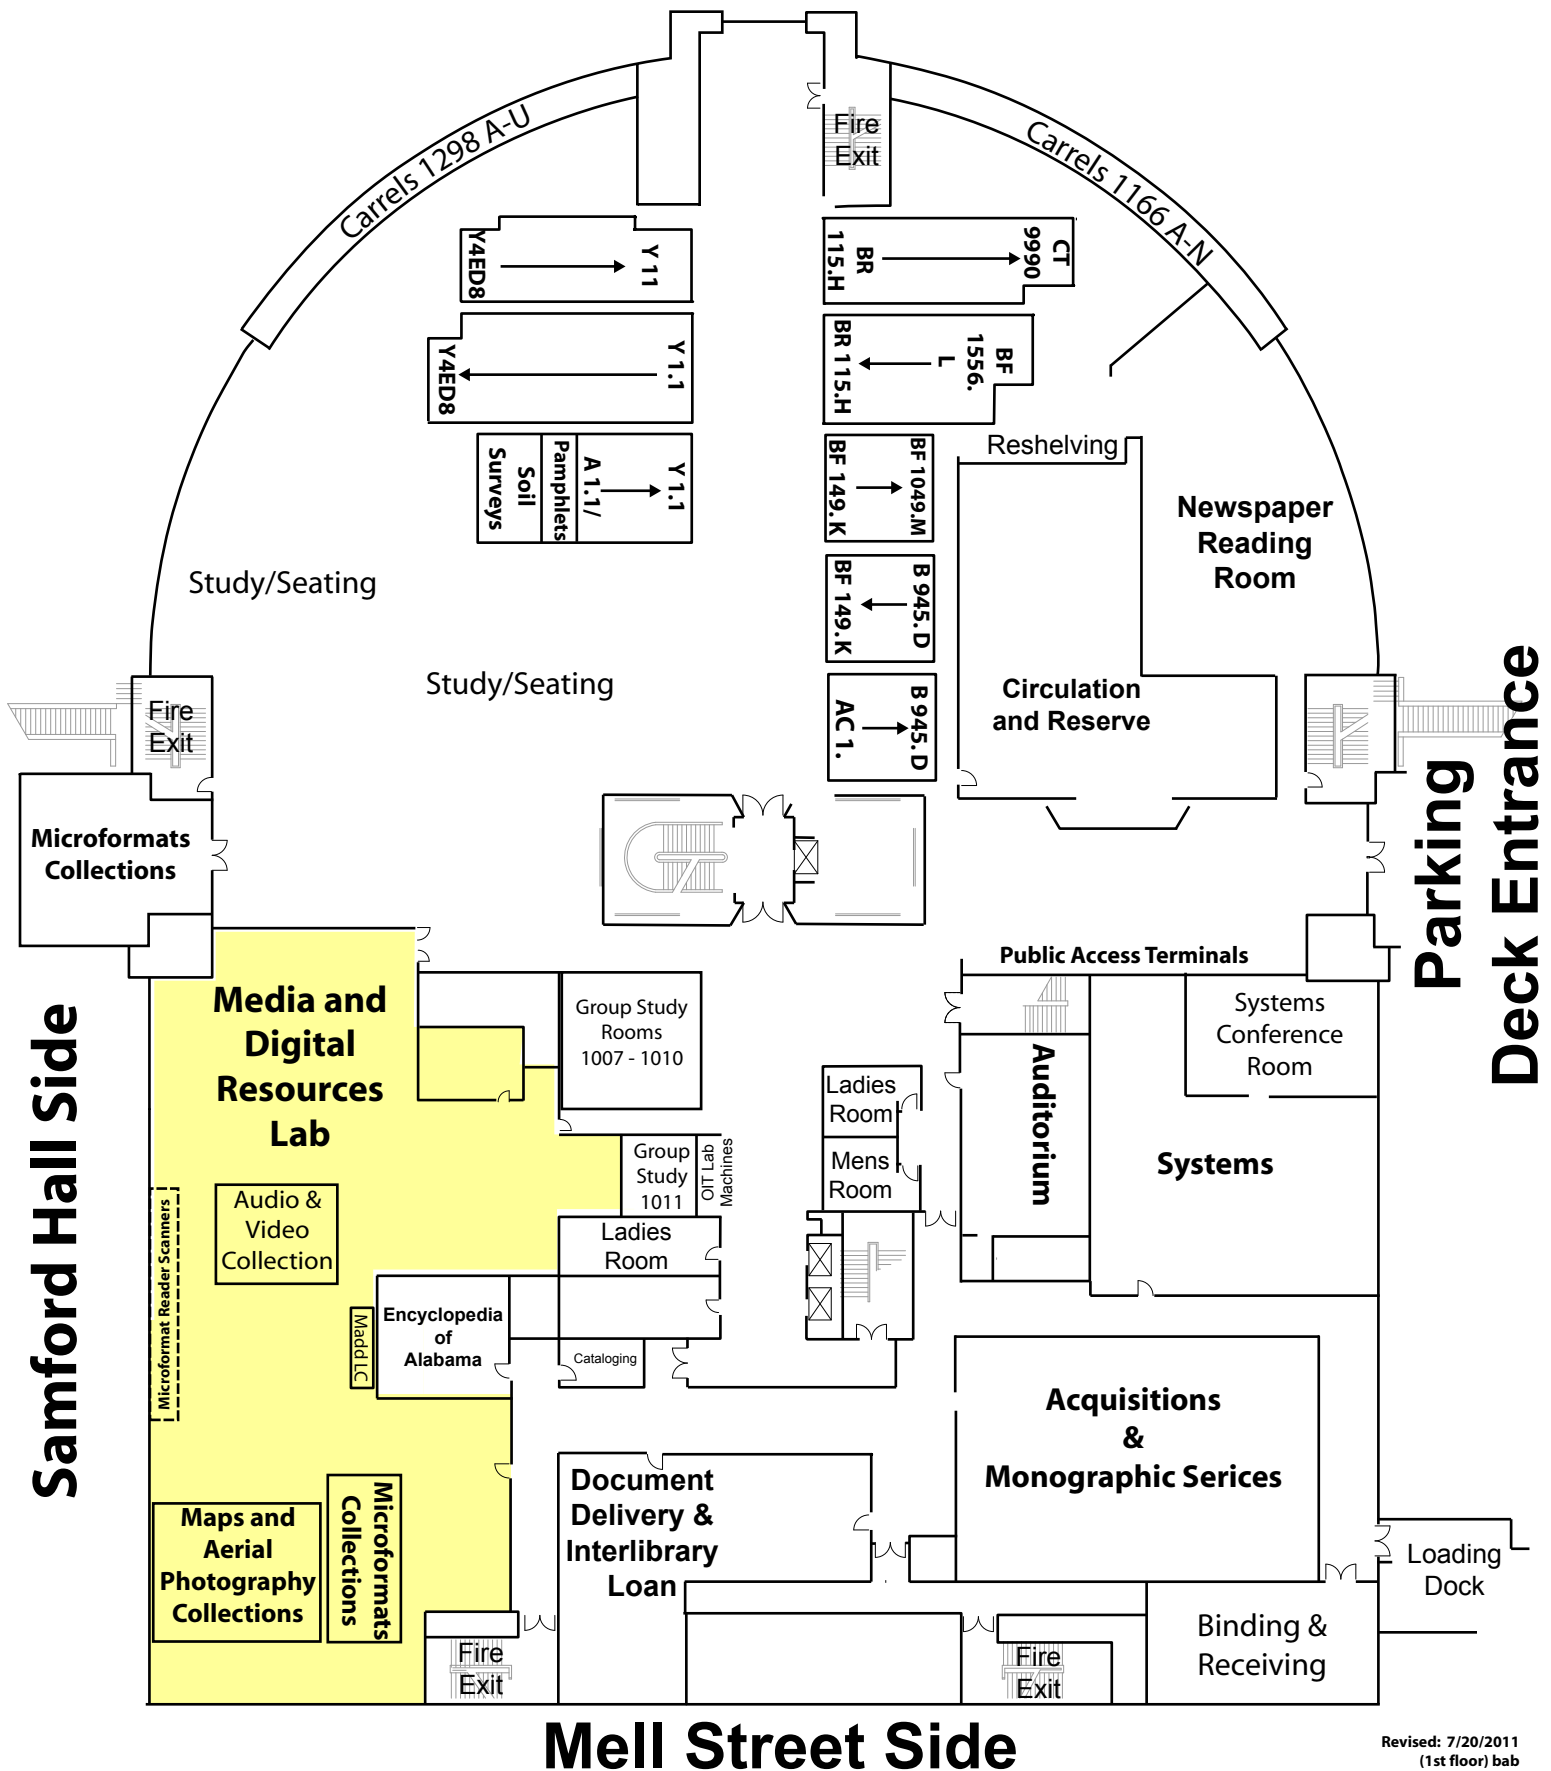 Carrels 1298 A-U
Fire
Exit
Carrels 1166 A-N
Y4ED8
Y 11
BR
115.H
CT
9990
Y4ED8
Y 1.1
BR 115.H
BF
1556.
L
Soil
Surveys
Pamphlets
A 1.1/
Y 1.1
BF 149. K
BF 1049.M
Reshelving
Newspaper
Reading
Room
BF 149. K
B 945. D
Study/Seating
Study/Seating
AC 1.
B 945. D
Circulation
and Reserve
Fire
Exit
Parking
Deck Entrance
Microformats
Collections
Public Access Terminals
Media and
Digital
Resources
Lab
Group Study
Rooms
1007 - 1010
Systems
Conference
Room
Samford Hall Side
Ladies
Room
Auditorium
Group
Study
1011
OIT Lab
Machines
Mens
Room
Systems
Audio &
Video
Collection
Microformat Reader Scanners
Ladies
Room
Madd LC
Encyclopedia
of
Alabama
Cataloging
Acquisitions
&
Monographic Serices
Document
Delivery &
Interlibrary
Loan
Maps and
Aerial
Photography
Collections
Microformats
Collections
Loading
Dock
Binding &
Receiving
Fire
Exit
Fire
Exit
Mell Street Side
Revised: 7/20/2011
(1st floor) bab